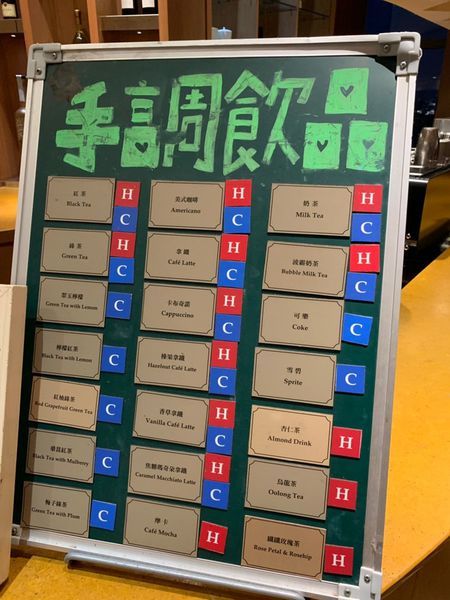 手調飲品
紅茶
Black Tea
H
C
綠茶
Green Tea
H
C
翠玉檸檬
Green Tea with Lemon
C
檸檬紅茶
Black Tea with Lemon
C
紅柚綠茶
Red Grapefruit Green Tea
C
桑葚紅茶
Black Tea with Mulberry
C
梅子綠茶
Green Tea with Plum
C
美式咖啡
Americano
H
C
拿鐵
Café Latte
H
C
卡布奇諾
Cappuccino
H
C
榛果拿鐵
Hazelnut Café Latte
H
C
香草拿鐵
Vanilla Café Latte
H
C
焦糖瑪奇朵拿鐵
Caramel Macchiato Latte
H
C
摩卡
Café Mocha
H
奶茶
Milk Tea
H
C
波霸奶茶
Bubble Milk Tea
H
C
可樂
Coke
C
雪碧
Sprite
C
杏仁茶
Almond Drink
H
烏龍茶
Oolong Tea
H
纖纖玫瑰茶
Rose Petal & Rosehip
H